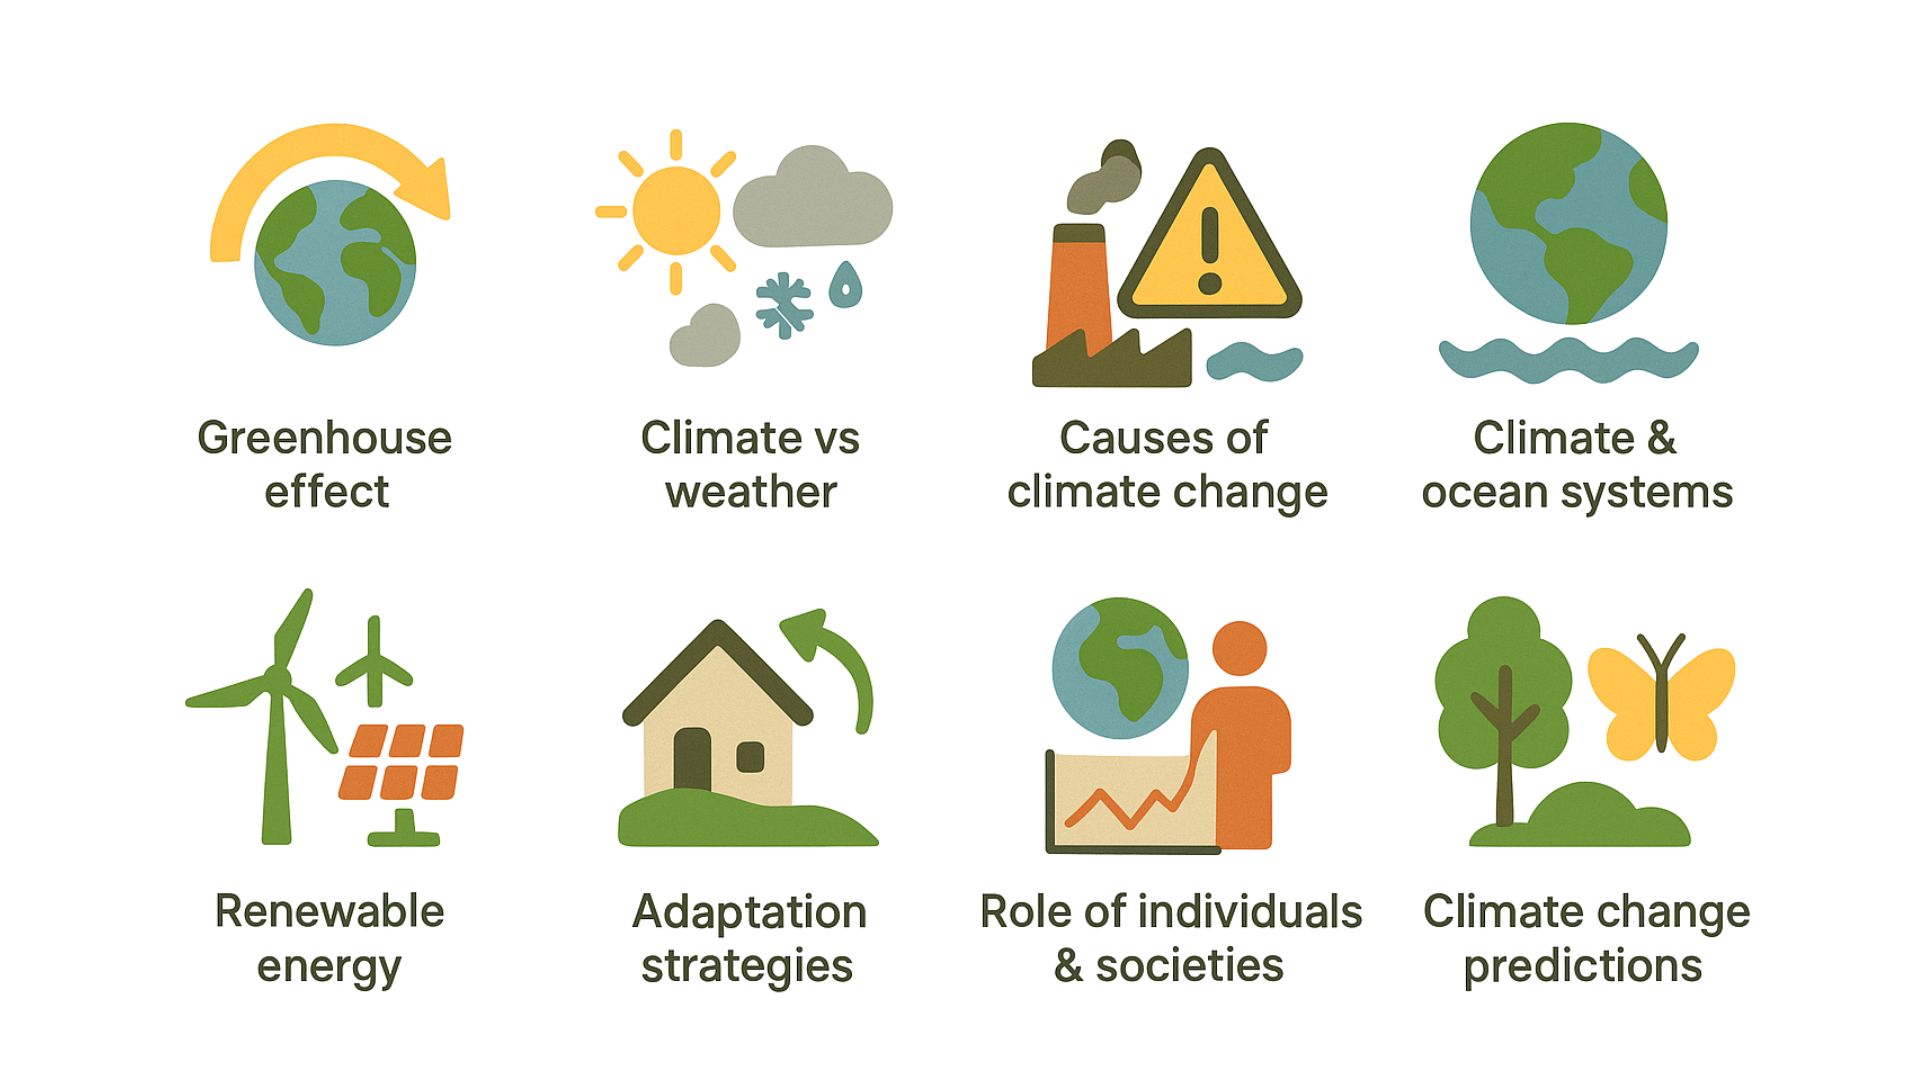 Greenhouse
effect
Climate vs
weather
Causes of
climate change
Climate &
ocean systems
Renewable
energy
Adaptation
strategies
Role of individuals
& societies
Climate change
predictions